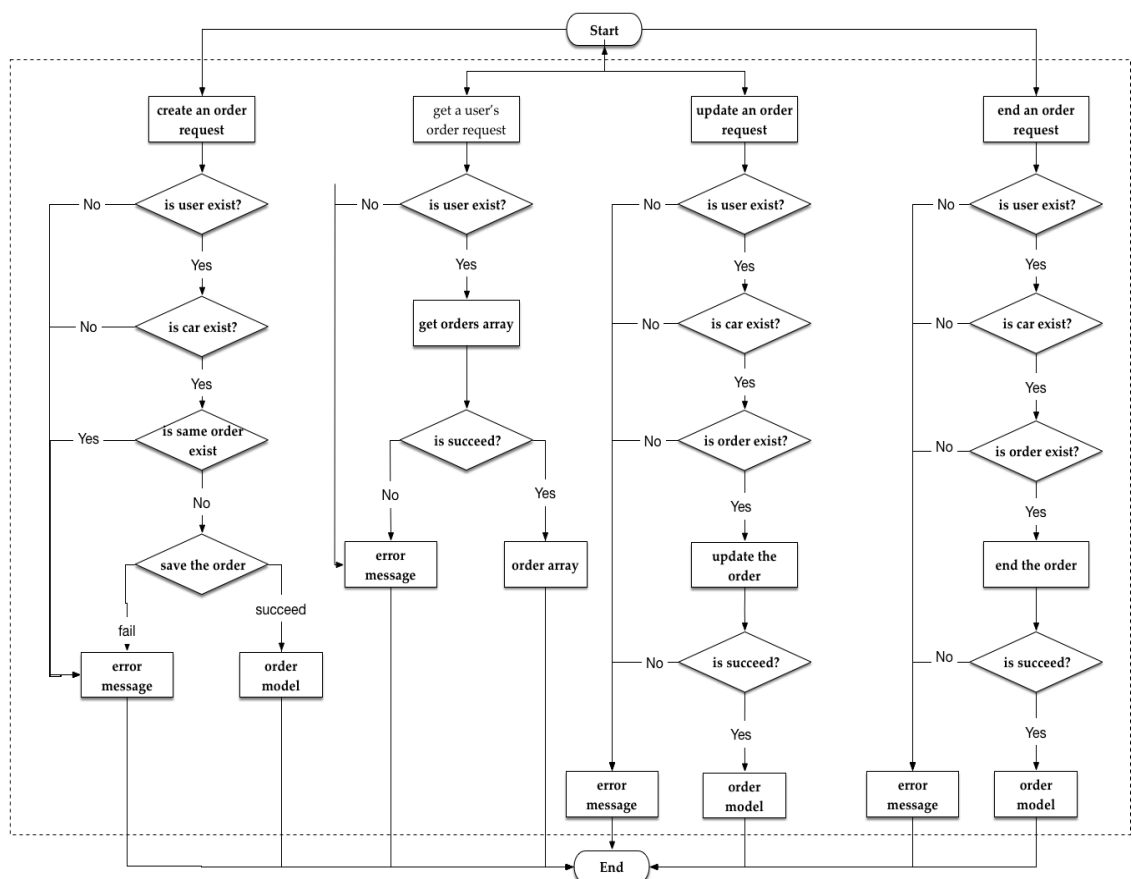 Start
create an order
request
get a user's
order request
update an order
request
end an order
request
No
is user exist?
No
is user exist?
No
is user exist?
No
is user exist?
Yes
Yes
Yes
Yes
No
is car exist?
get orders array
No
is car exist?
No
is car exist?
Yes
Yes
Yes
Yes
is same order
exist
is succeed?
No
is order exist?
No
is order exist?
No
No
Yes
Yes
Yes
save the order
error
message
order array
update the
order
end the order
fail
succeed
error
message
order
model
No
is succeed?
No
is succeed?
Yes
Yes
error
message
order
model
error
message
order
model
End